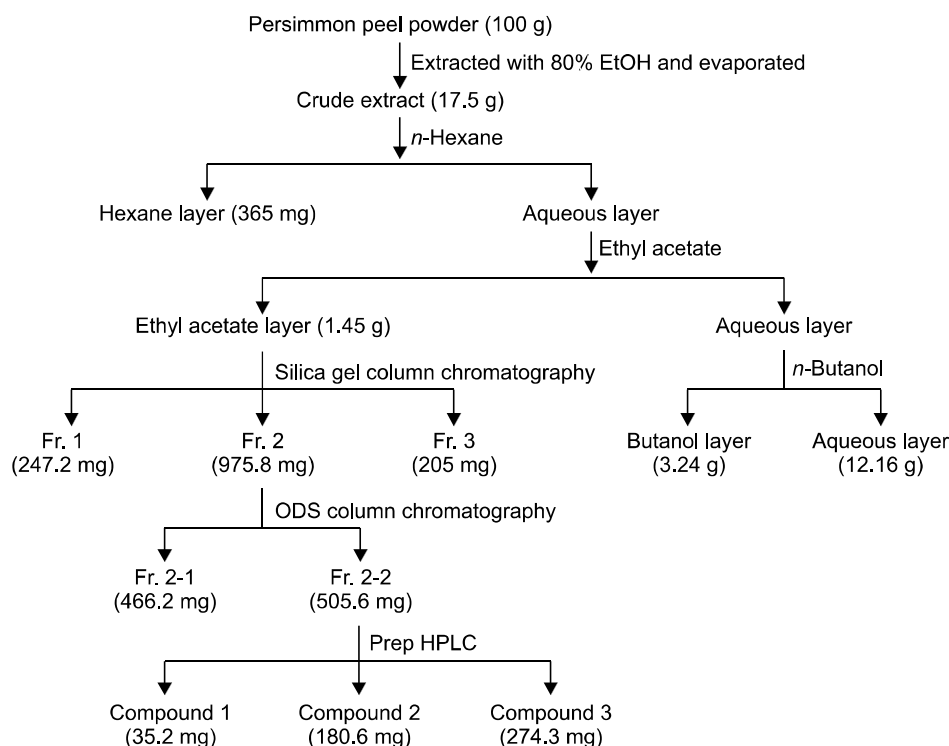 Persimmon peel powder (100 g)
Extracted with 80% EtOH and evaporated
Crude extract (17.5 g)
n-Hexane
Hexane layer (365 mg)
Aqueous layer
Ethyl acetate
Ethyl acetate layer (1.45 g)
Aqueous layer
Silica gel column chromatography
n-Butanol
Fr. 1
(247.2 mg)
Fr. 2
(975.8 mg)
Fr. 3
(205 mg)
Butanol layer
(3.24 g)
Aqueous layer
(12.16 g)
ODS column chromatography
Fr. 2-1
(466.2 mg)
Fr. 2-2
(505.6 mg)
Prep HPLC
Compound 1
(35.2 mg)
Compound 2
(180.6 mg)
Compound 3
(274.3 mg)